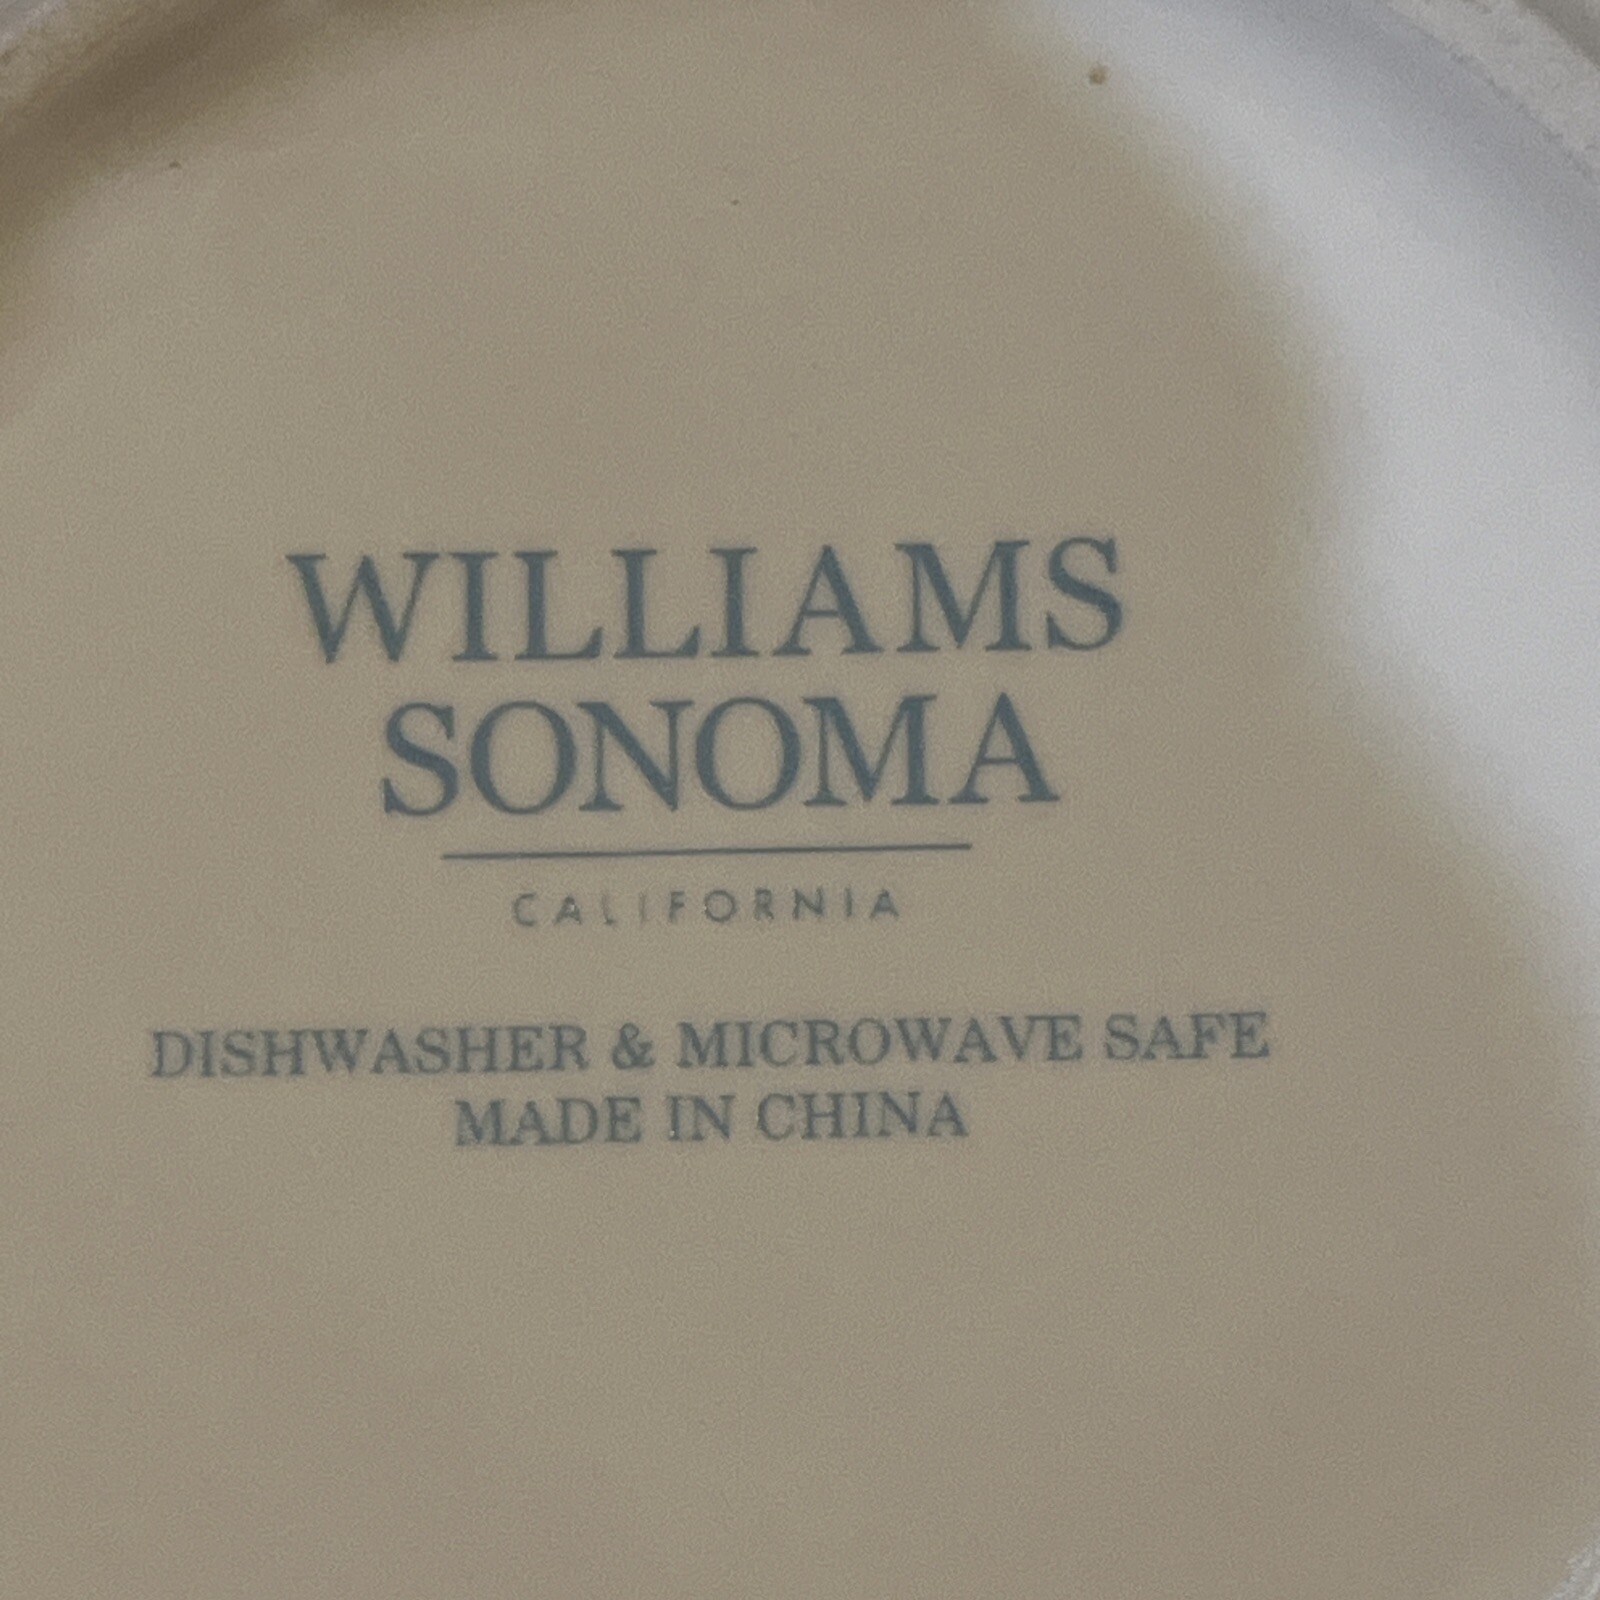 WILLIAMS
SONOMA
CALIFORNIA
DISHWASHER & MICROWAVE SAFE
MADE IN CHINA